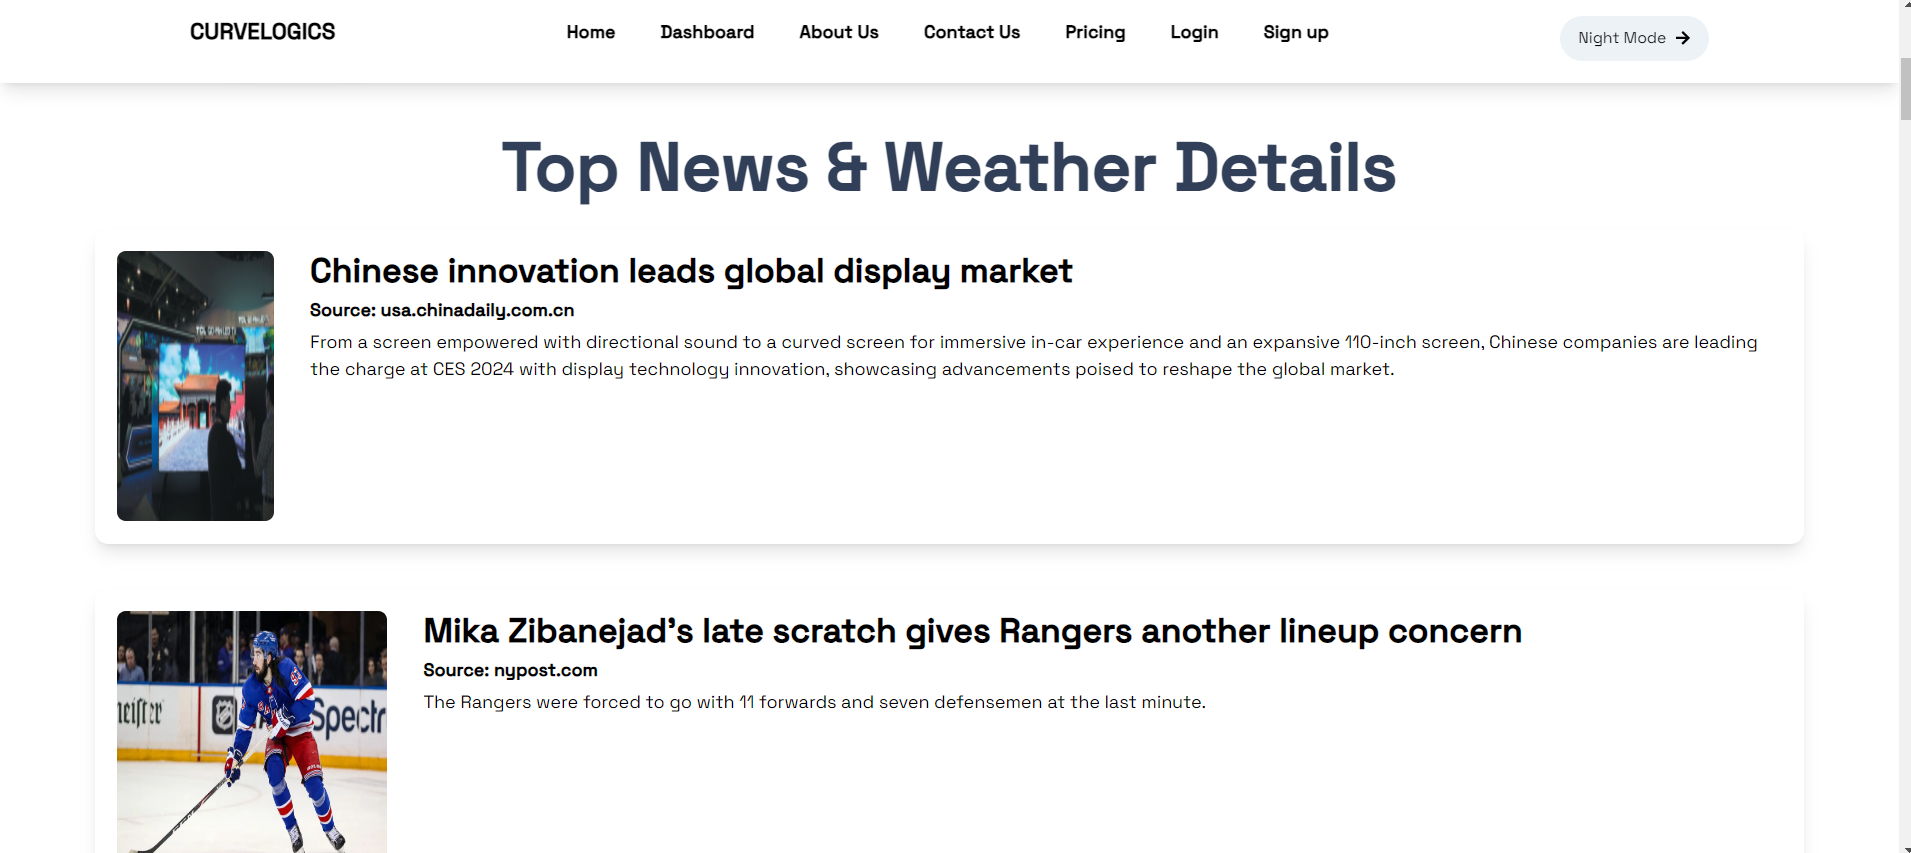 CURVELOGICS Home Dashboard About Us Contact Us Pricing Login Sign up Night Mode
Top News & Weather Details
Chinese innovation leads global display market
Source: usa.chinadaily.com.cn
From a screen empowered with directional sound to a curved screen for immersive in-car experience and an expansive 110-inch screen, Chinese companies are leading
the charge at CES 2024 with display technology innovation, showcasing advancements poised to reshape the global market.
Mika Zibanejad’s late scratch gives Rangers another lineup concern
Source: nypost.com
The Rangers were forced to go with 11 forwards and seven defensemen at the last minute.